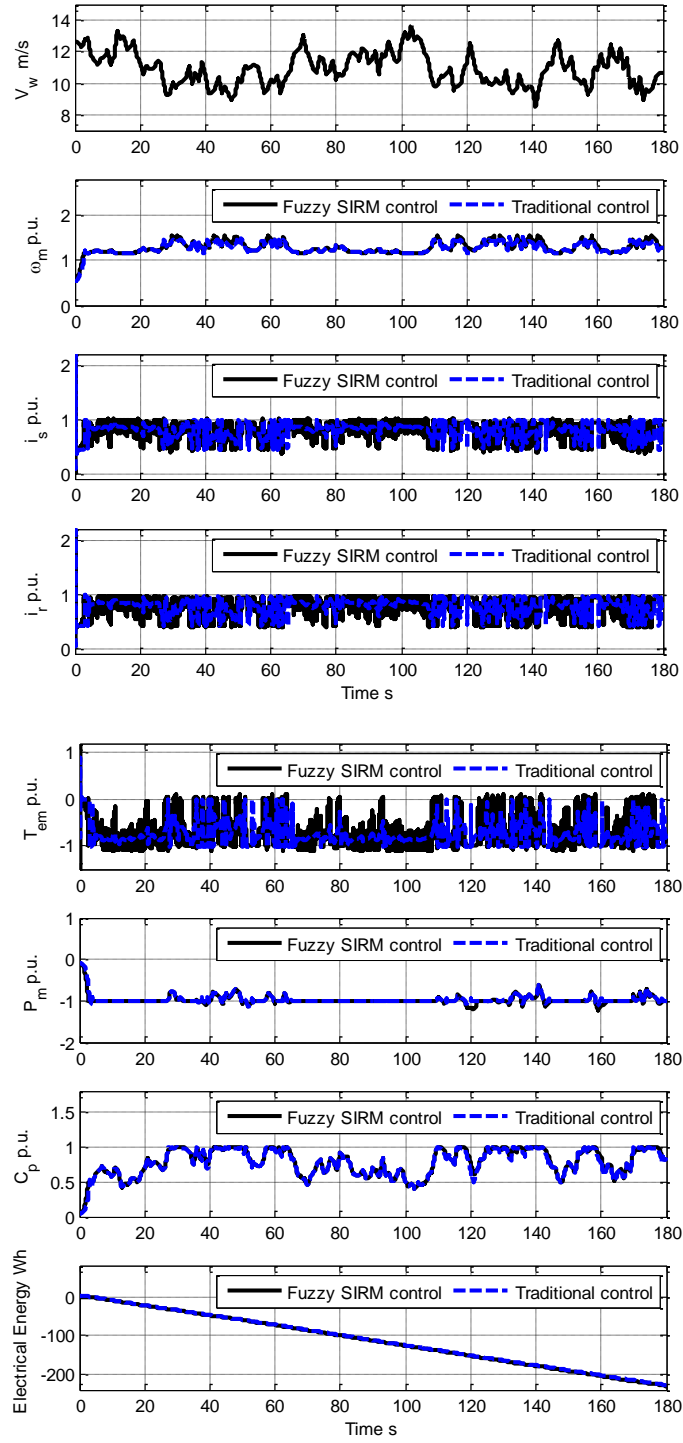 14
12
10
8
V_w m/s
0 20 40 60 80 100 120 140 160 180
2
1
0
ω_m p.u.
Fuzzy SIRM control Traditional control
0 20 40 60 80 100 120 140 160 180
2
1
0
i_s p.u.
Fuzzy SIRM control Traditional control
0 20 40 60 80 100 120 140 160 180
2
1
0
i_r p.u.
Fuzzy SIRM control Traditional control
0 20 40 60 80 100 120 140 160 180
Time s
1
0
-1
T_em p.u.
Fuzzy SIRM control Traditional control
0 20 40 60 80 100 120 140 160 180
1
0
-1
-2
P_m p.u.
Fuzzy SIRM control Traditional control
0 20 40 60 80 100 120 140 160 180
1.5
1
0.5
0
C_p p.u.
Fuzzy SIRM control Traditional control
0 20 40 60 80 100 120 140 160 180
0
-100
-200
Electrical Energy Wh
Fuzzy SIRM control Traditional control
0 20 40 60 80 100 120 140 160 180
Time s